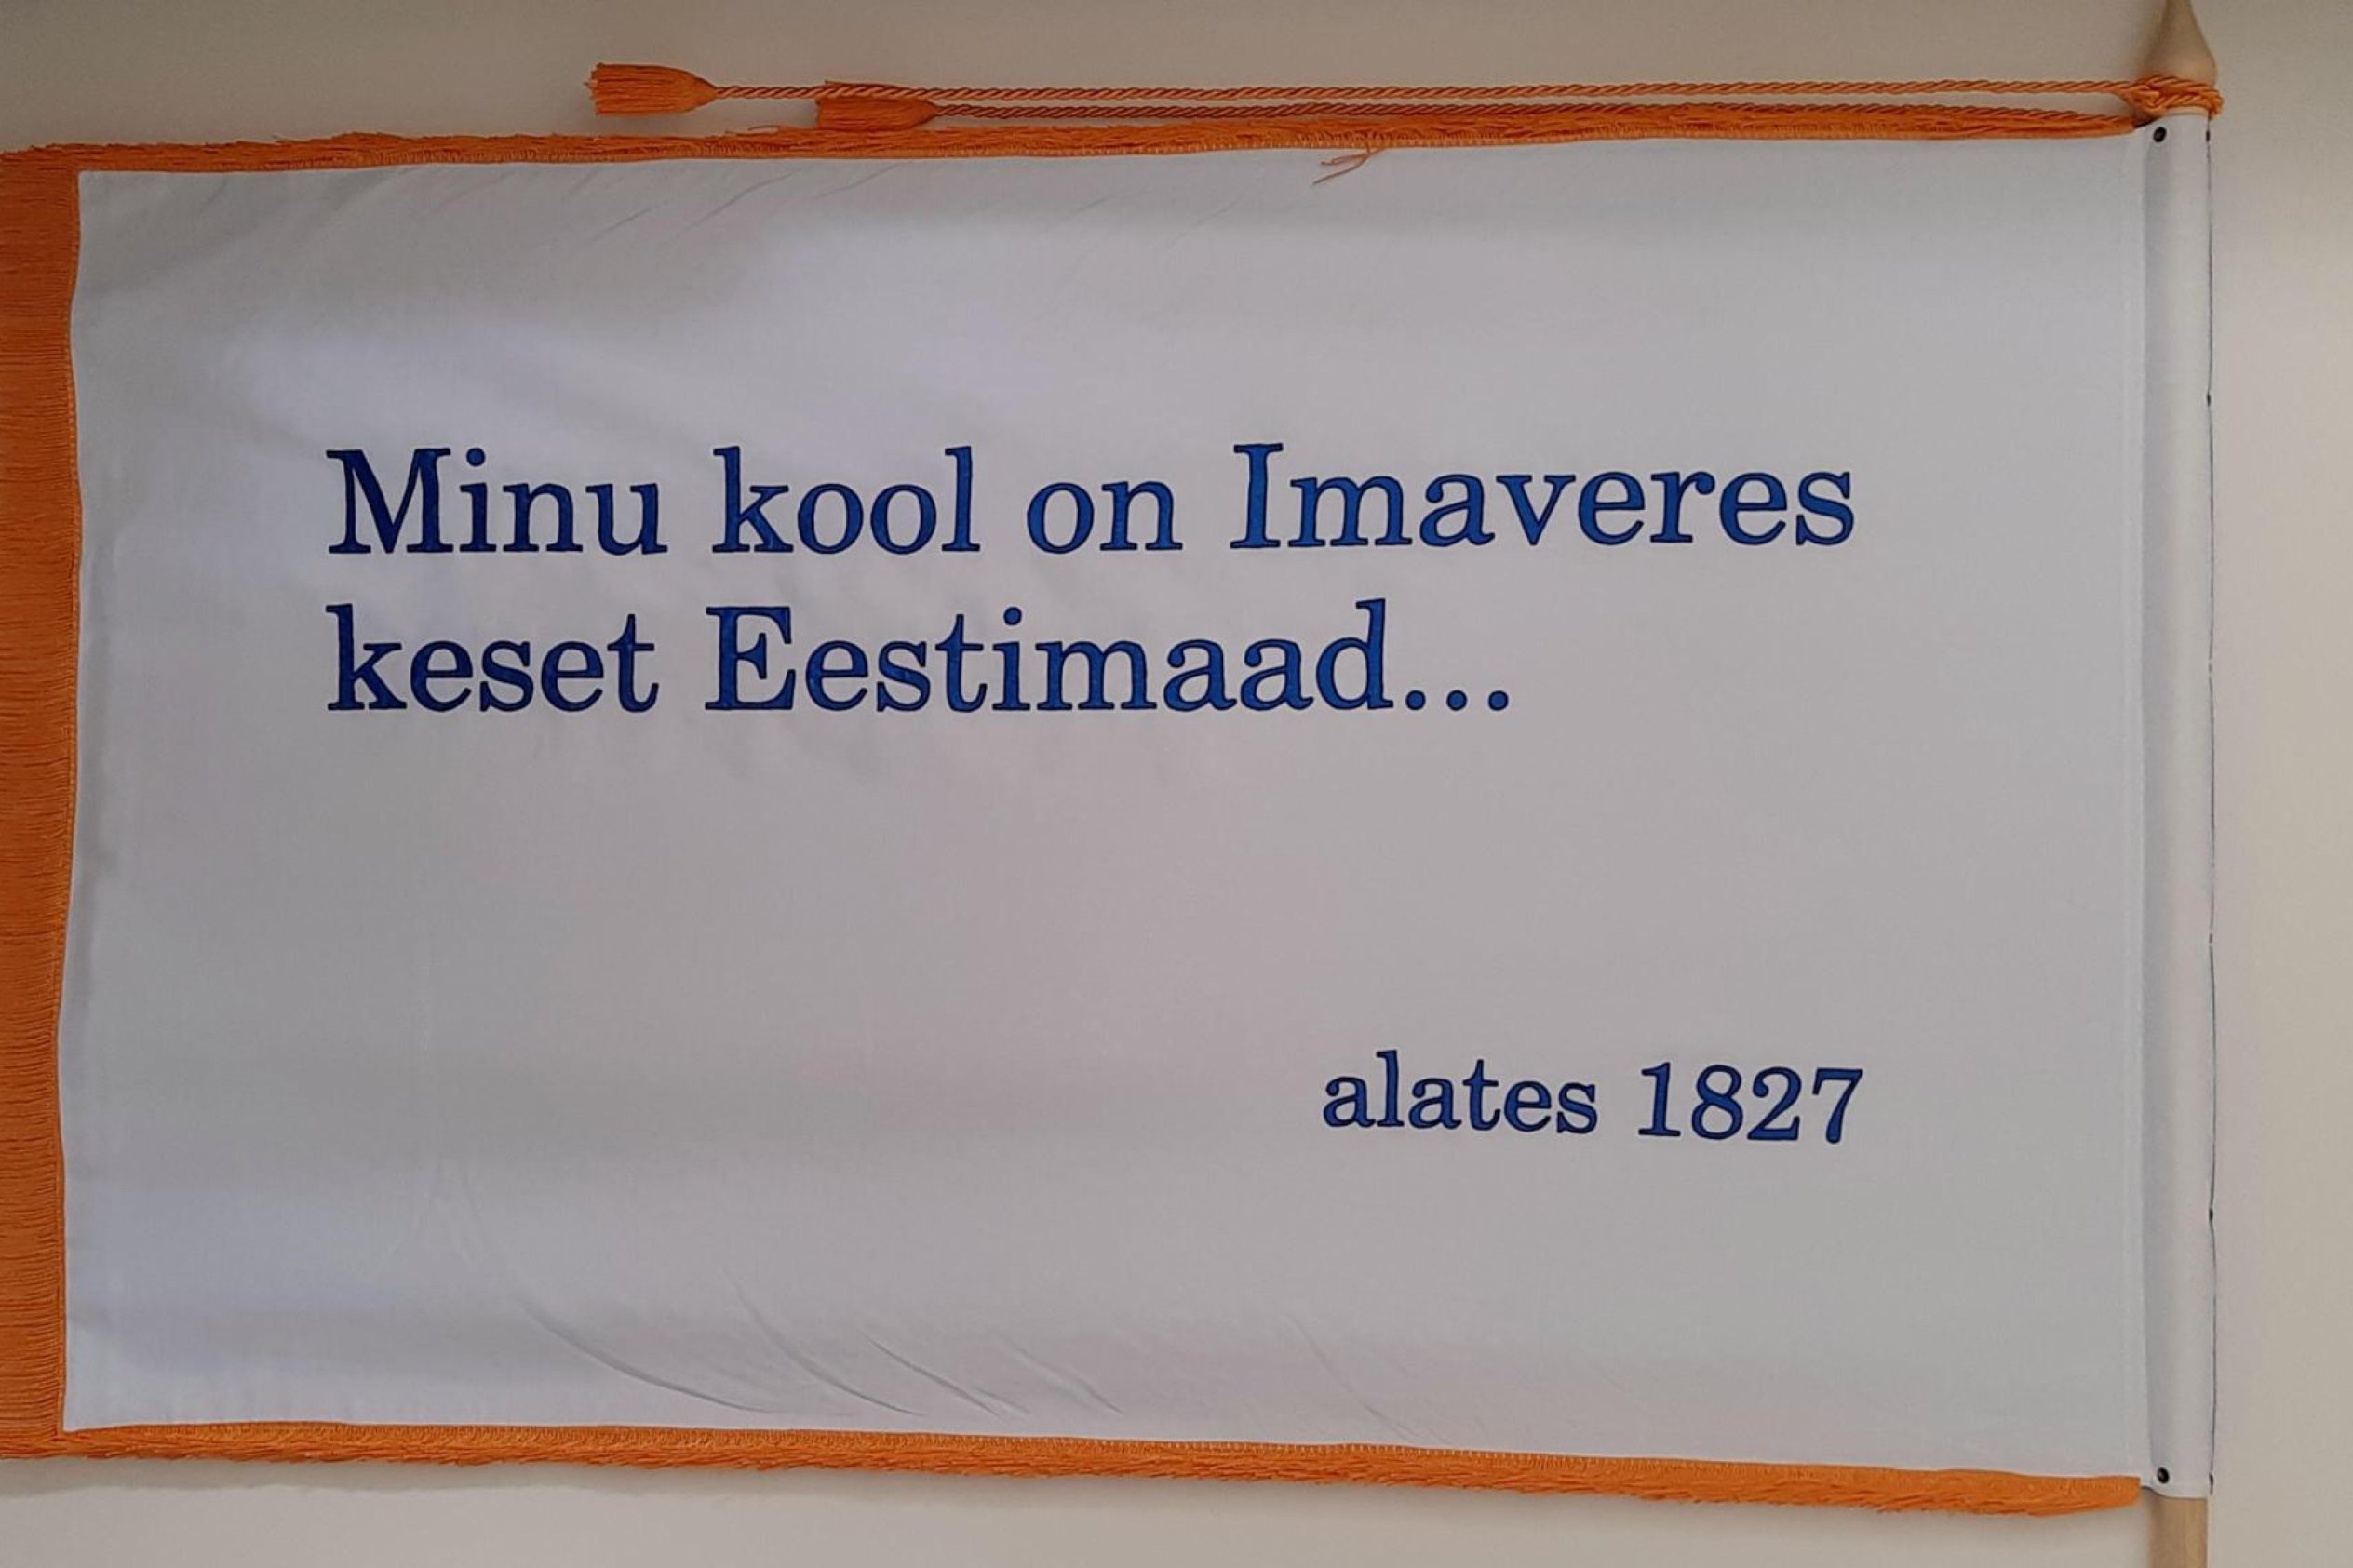 Minu kool on Imaveres
keset Eestimaad...
alates 1827